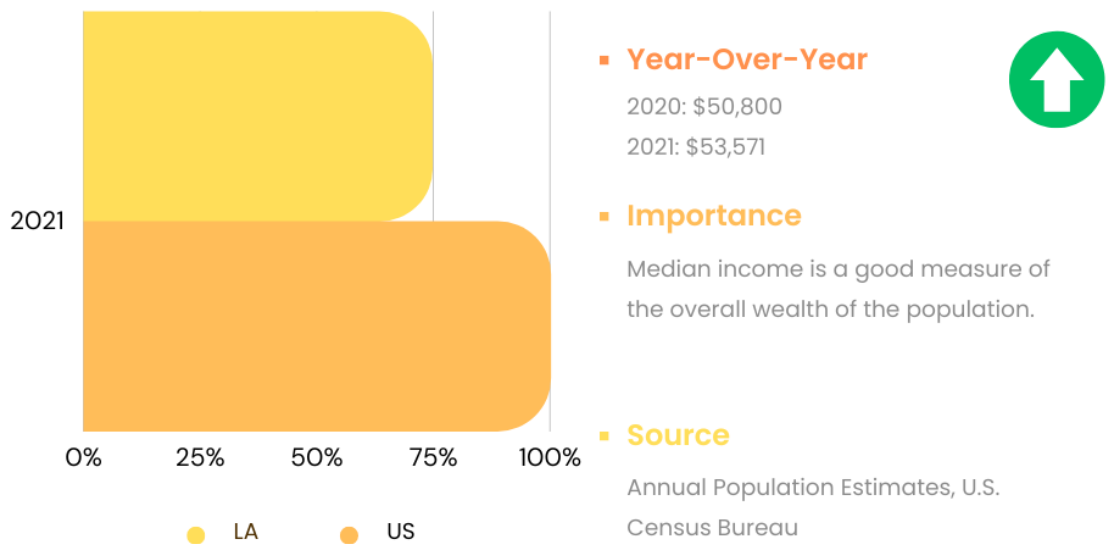 2021
0%
25%
50%
75%
100%
LA
US
Year-Over-Year
2020: $50,800
2021: $53,571
Importance
Median income is a good measure of
the overall wealth of the population.
Source
Annual Population Estimates, U.S.
Census Bureau